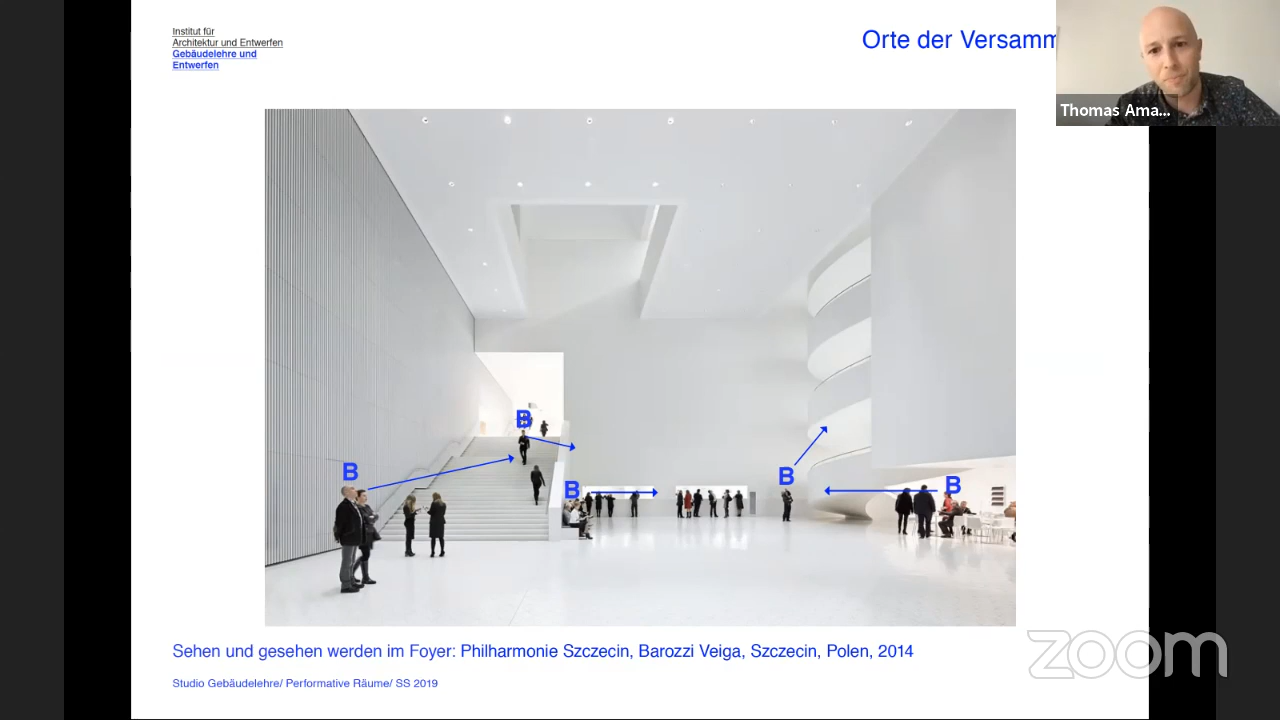 Institut für
Architektur und Entwerfen
Gebäudelehre und
Entwerfen
Orte der Versamm
Thomas Ama...
B
B
B
B
B
Sehen und gesehen werden im Foyer: Philharmonie Szczecin, Barozzi Veiga, Szczecin, Polen, 2014
Studio Gebäudelehre/ Performative Räume/ SS 2019
zoom